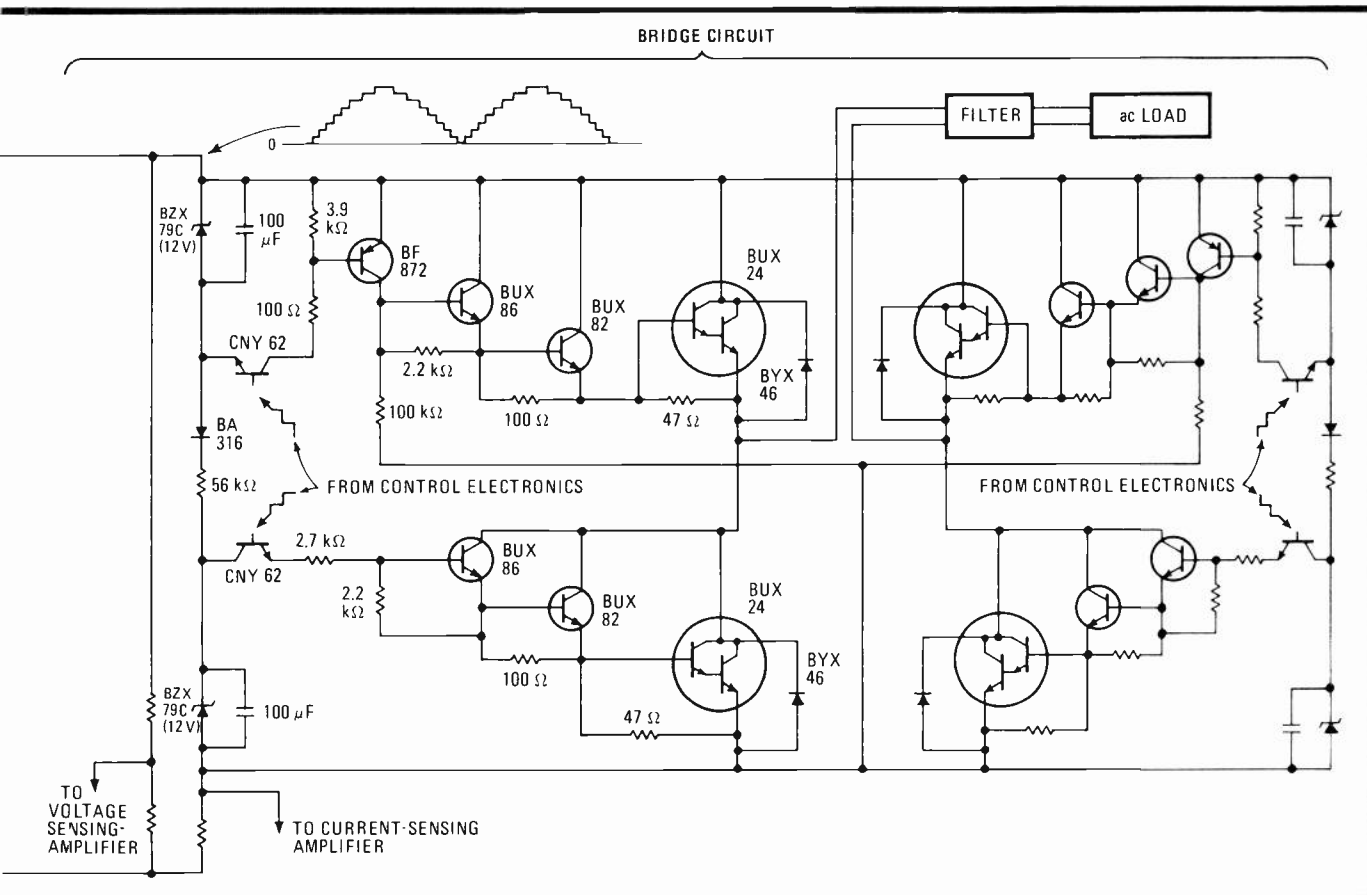 BRIDGE CIRCUIT
FILTER
ac LOAD
0
BZX
79C
(12 V)
100
μF
3.9
kΩ
BF
872
100 Ω
BUX
86
BUX
82
BUX
24
BUX
24
CNY 62
2.2 kΩ
BYX
46
100 kΩ
100 Ω
47 Ω
BA
316
56 kΩ
FROM CONTROL ELECTRONICS
FROM CONTROL ELECTRONICS
2.7 kΩ
CNY 62
BUX
86
2.2
kΩ
BUX
82
100 Ω
BYX
46
BZX
79C
(12 V)
100 μF
47 Ω
TO
VOLTAGE
SENSING-
AMPLIFIER
TO CURRENT-SENSING
AMPLIFIER